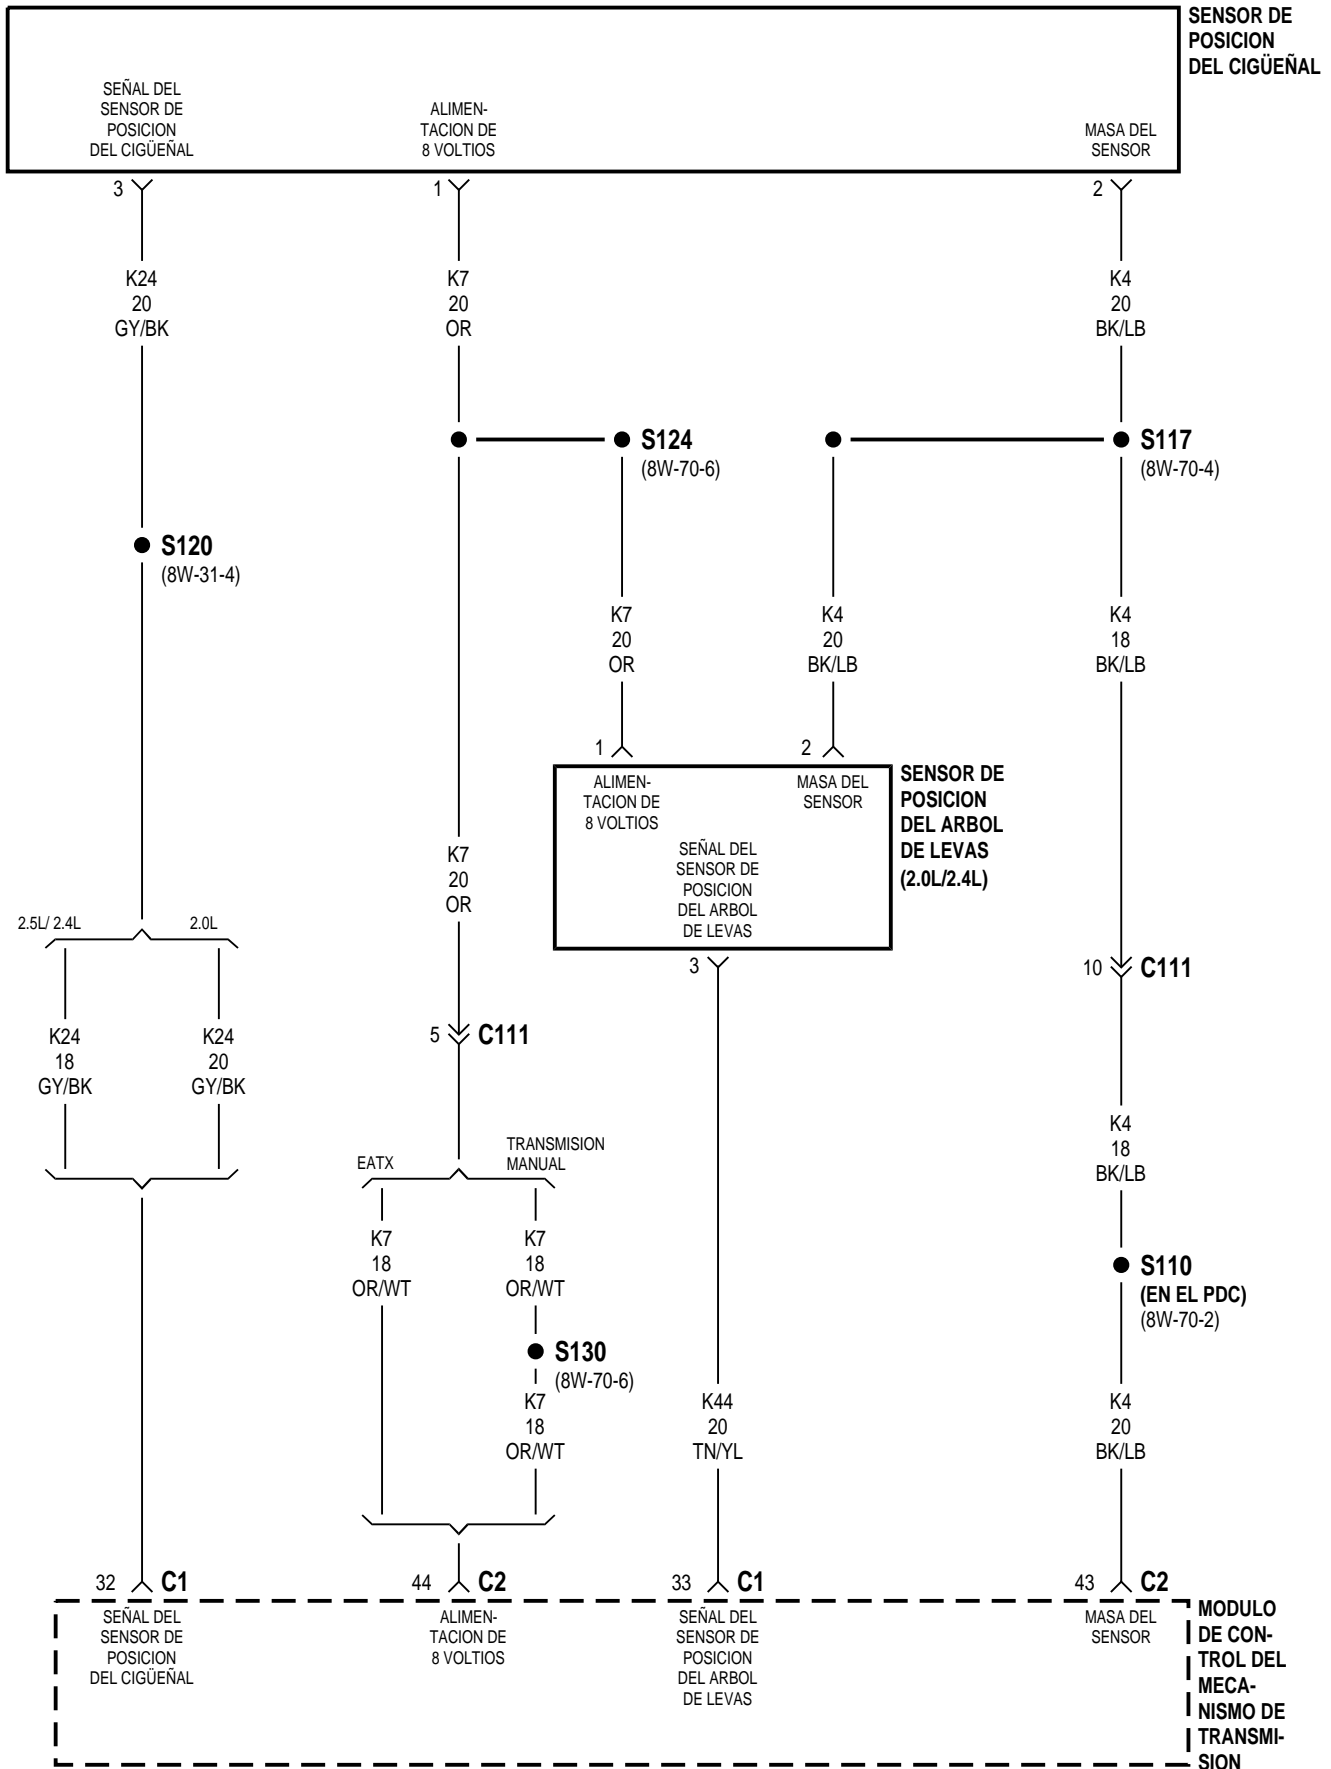 SENSOR DE
POSICION
DEL CIGÜEÑAL
SEÑAL DEL
SENSOR DE
POSICION
DEL CIGÜEÑAL
ALIMEN-
TACION DE
8 VOLTIOS
MASA DEL
SENSOR
3
1
2
K24
20
GY/BK
K7
20
OR
K4
20
BK/LB
S124
(8W-70-6)
S117
(8W-70-4)
S120
(8W-31-4)
K7
20
OR
K4
20
BK/LB
K4
18
BK/LB
1
2
ALIMEN-
TACION DE
8 VOLTIOS
MASA DEL
SENSOR
SEÑAL DEL
SENSOR DE
POSICION
DEL ARBOL
DE LEVAS
SENSOR DE
POSICION
DEL ARBOL
DE LEVAS
(2.0L/2.4L)
K7
20
OR
2.5L/ 2.4L
2.0L
3
10
C111
K24
18
GY/BK
K24
20
GY/BK
5
C111
K4
18
BK/LB
EATX
TRANSMISION
MANUAL
K7
18
OR/WT
K7
18
OR/WT
S110
(EN EL PDC)
(8W-70-2)
S130
(8W-70-6)
K7
18
OR/WT
K44
20
TN/YL
K4
20
BK/LB
32
C1
44
C2
33
C1
43
C2
SEÑAL DEL
SENSOR DE
POSICION
DEL CIGÜEÑAL
ALIMEN-
TACION DE
8 VOLTIOS
SEÑAL DEL
SENSOR DE
POSICION
DEL ARBOL
DE LEVAS
MASA DEL
SENSOR
MODULO
DE CON-
TROL DEL
MECA-
NISMO DE
TRANSMI-
SION